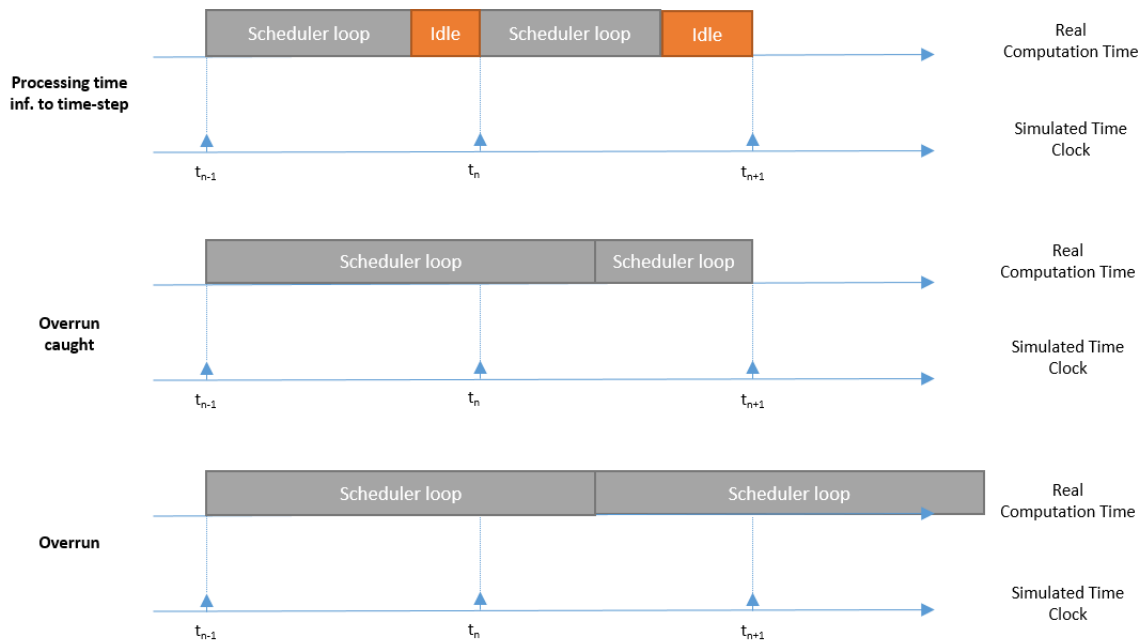 Scheduler loop
Idle
Scheduler loop
Idle
Real
Computation Time
Processing time
inf. to time-step
Simulated Time
Clock
tn-1
tn
tn+1
Scheduler loop
Scheduler loop
Real
Computation Time
Overrun
caught
Simulated Time
Clock
tn-1
tn
tn+1
Scheduler loop
Scheduler loop
Real
Computation Time
Overrun
Simulated Time
Clock
tn-1
tn
tn+1